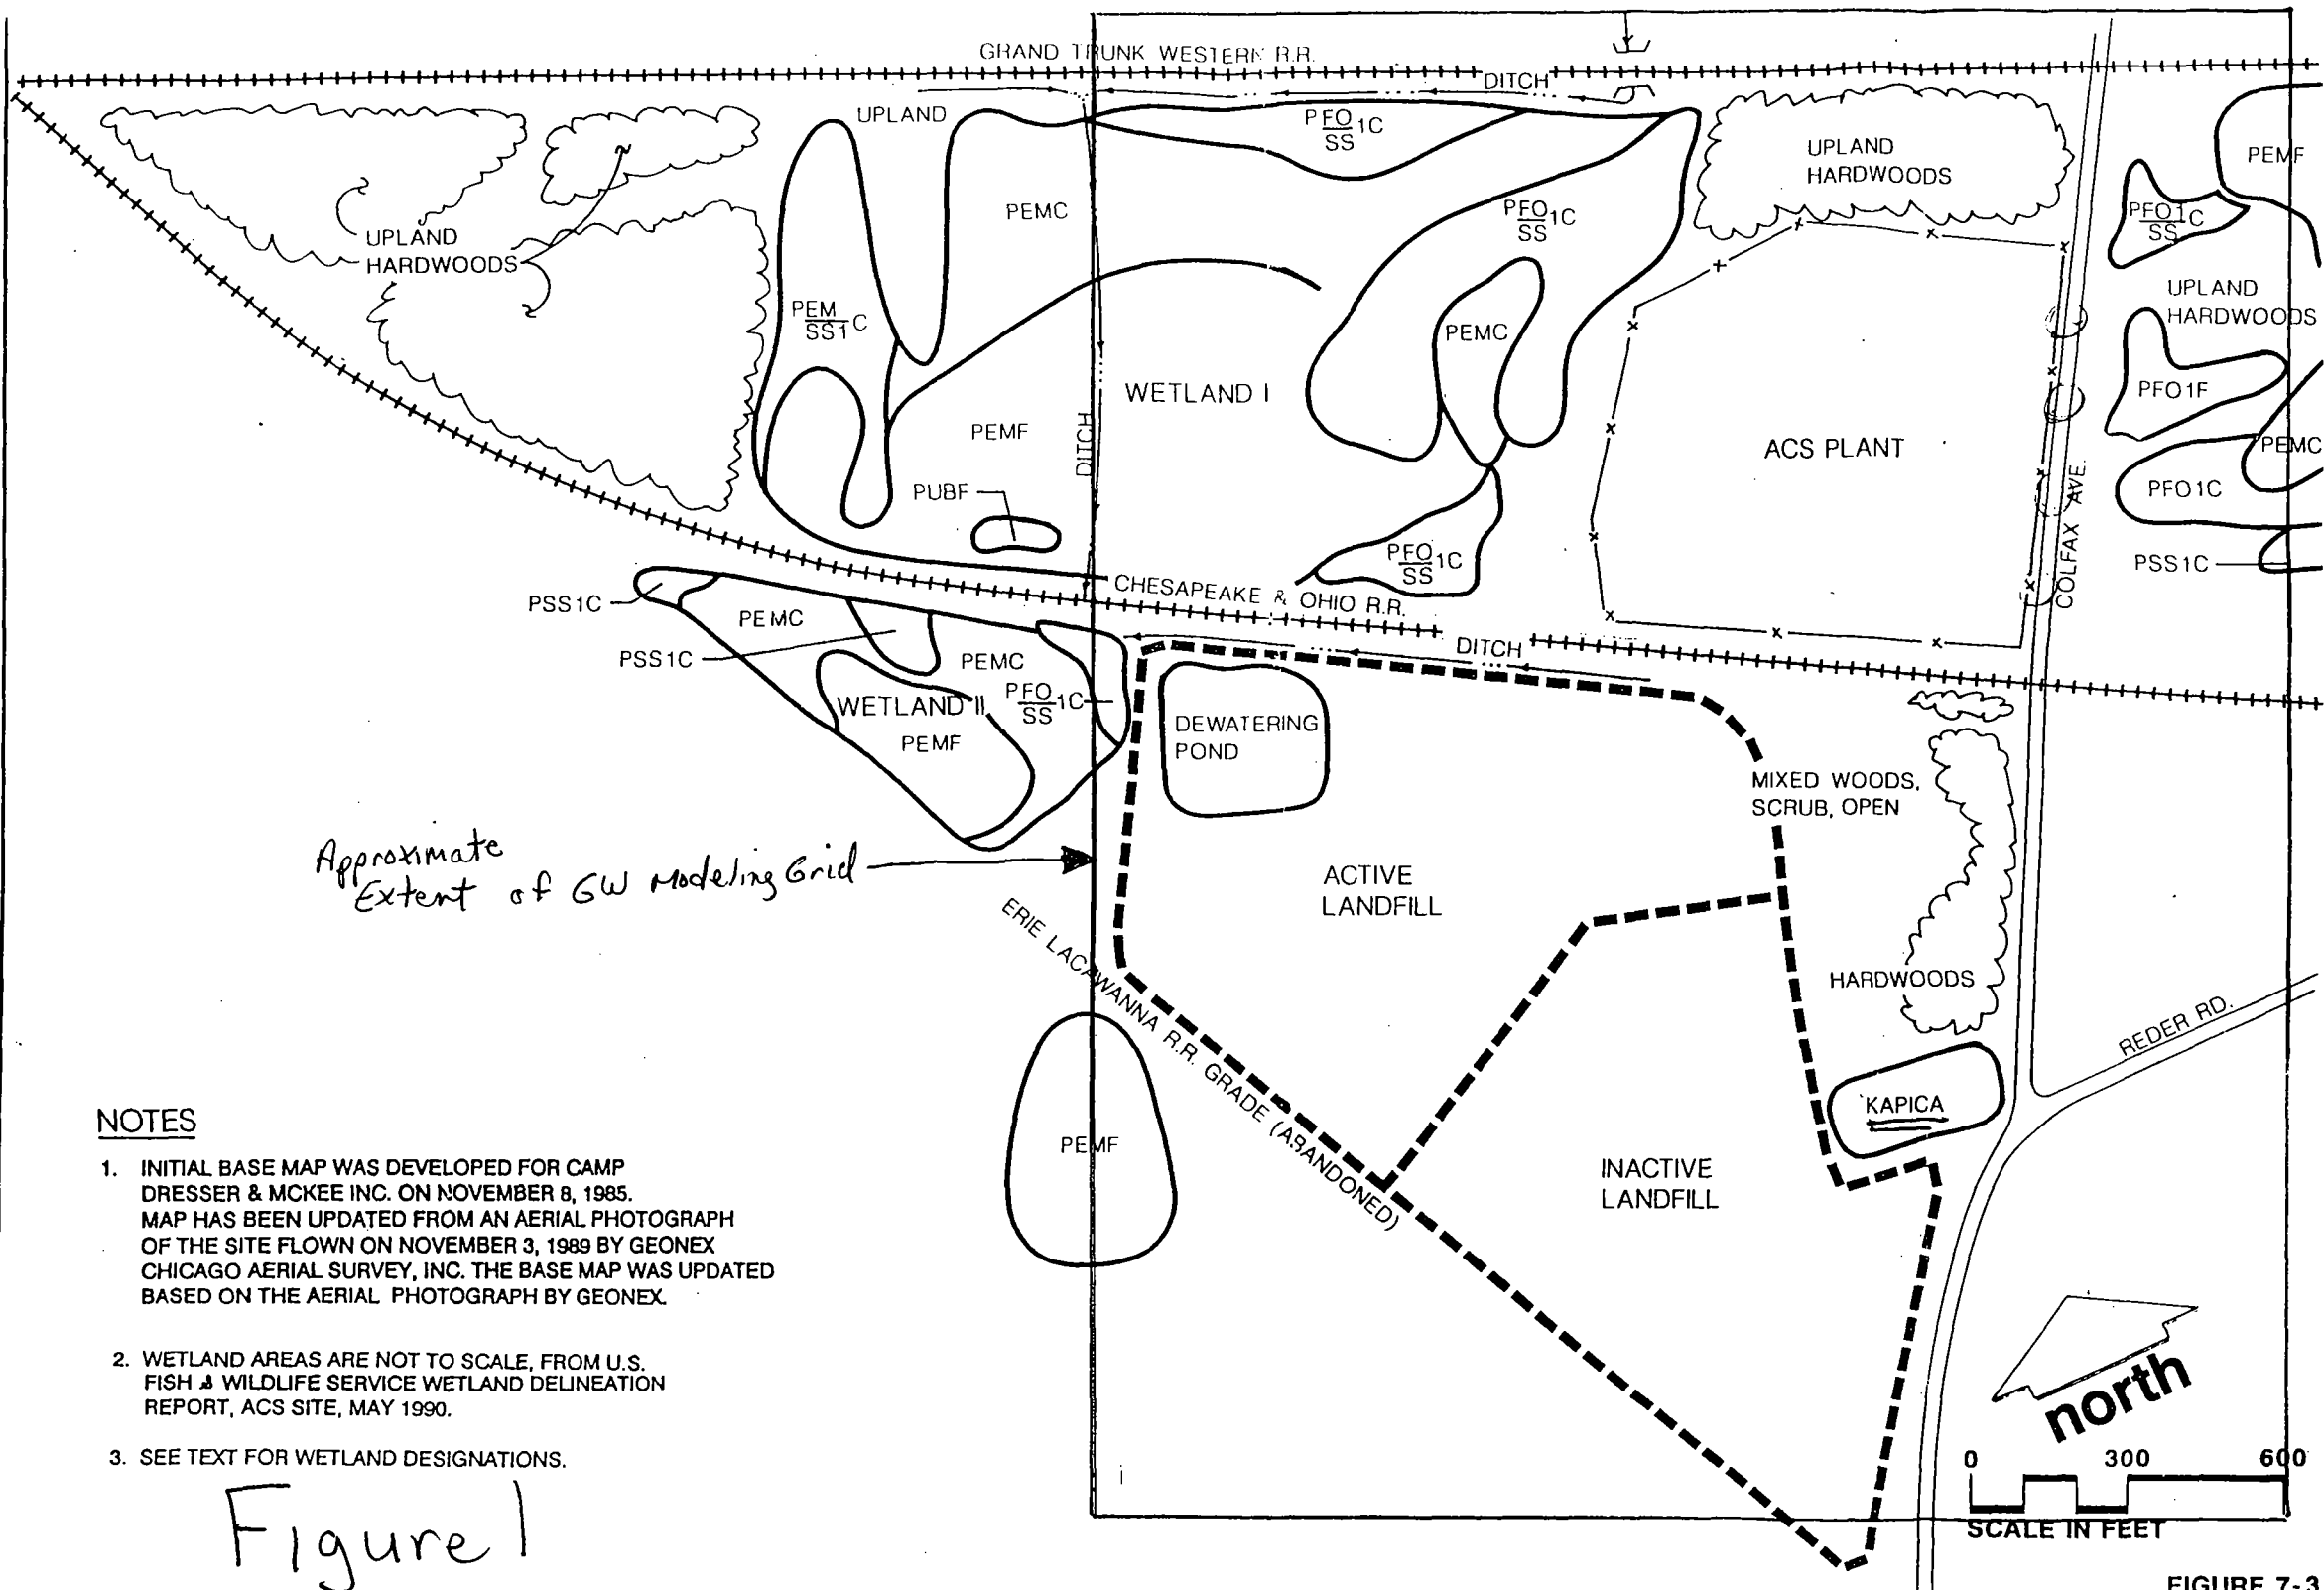 GRAND TRUNK WESTERN R.R.
DITCH
UPLAND
PFO 1C
SS
UPLAND
HARDWOODS
PEMF
PEMC
PFO 1C
SS
PFO1C
SS
UPLAND
HARDWOODS
UPLAND
HARDWOODS
PEM C
SS1
PEMC
WETLAND I
PFO1F
PEMF
DITCH
ACS PLANT
PEMC
PUBF
PFO1C
PFO 1C
SS
COLFAX AVE.
PSS1C
CHESAPEAKE & OHIO R.R.
PSS1C
PEMC
DITCH
PSS1C
PEMC
PFO 1C
SS
WETLAND II
PEMF
DEWATERING
POND
MIXED WOODS,
SCRUB, OPEN
Approximate
Extent of GW Modeling Grid
ACTIVE
LANDFILL
ERIE LACAWANNA R.R. GRADE (ABANDONED)
HARDWOODS
REDER RD.
KAPICA
PEMF
INACTIVE
LANDFILL
NOTES
1. INITIAL BASE MAP WAS DEVELOPED FOR CAMP
DRESSER & MCKEE INC. ON NOVEMBER 8, 1985.
MAP HAS BEEN UPDATED FROM AN AERIAL PHOTOGRAPH
OF THE SITE FLOWN ON NOVEMBER 3, 1989 BY GEONEX
CHICAGO AERIAL SURVEY, INC. THE BASE MAP WAS UPDATED
BASED ON THE AERIAL PHOTOGRAPH BY GEONEX.
2. WETLAND AREAS ARE NOT TO SCALE, FROM U.S.
FISH & WILDLIFE SERVICE WETLAND DELINEATION
REPORT, ACS SITE, MAY 1990.
3. SEE TEXT FOR WETLAND DESIGNATIONS.
north
0 300 600
SCALE IN FEET
Figure 1
FIGURE 7-3